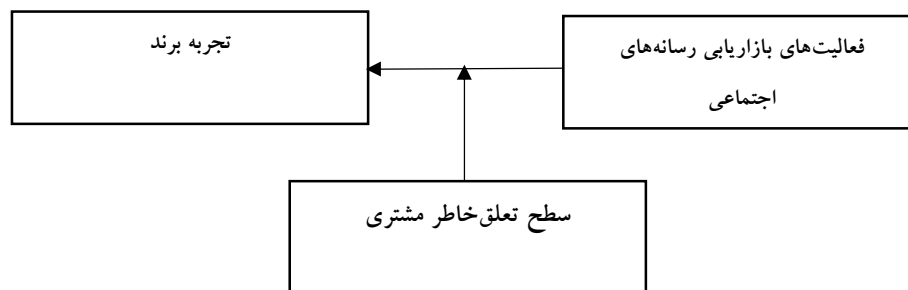 فعالیت‌های بازاریابی رسانه‌های
اجتماعی
تجربه برند
سطح تعلق‌خاطر مشتری